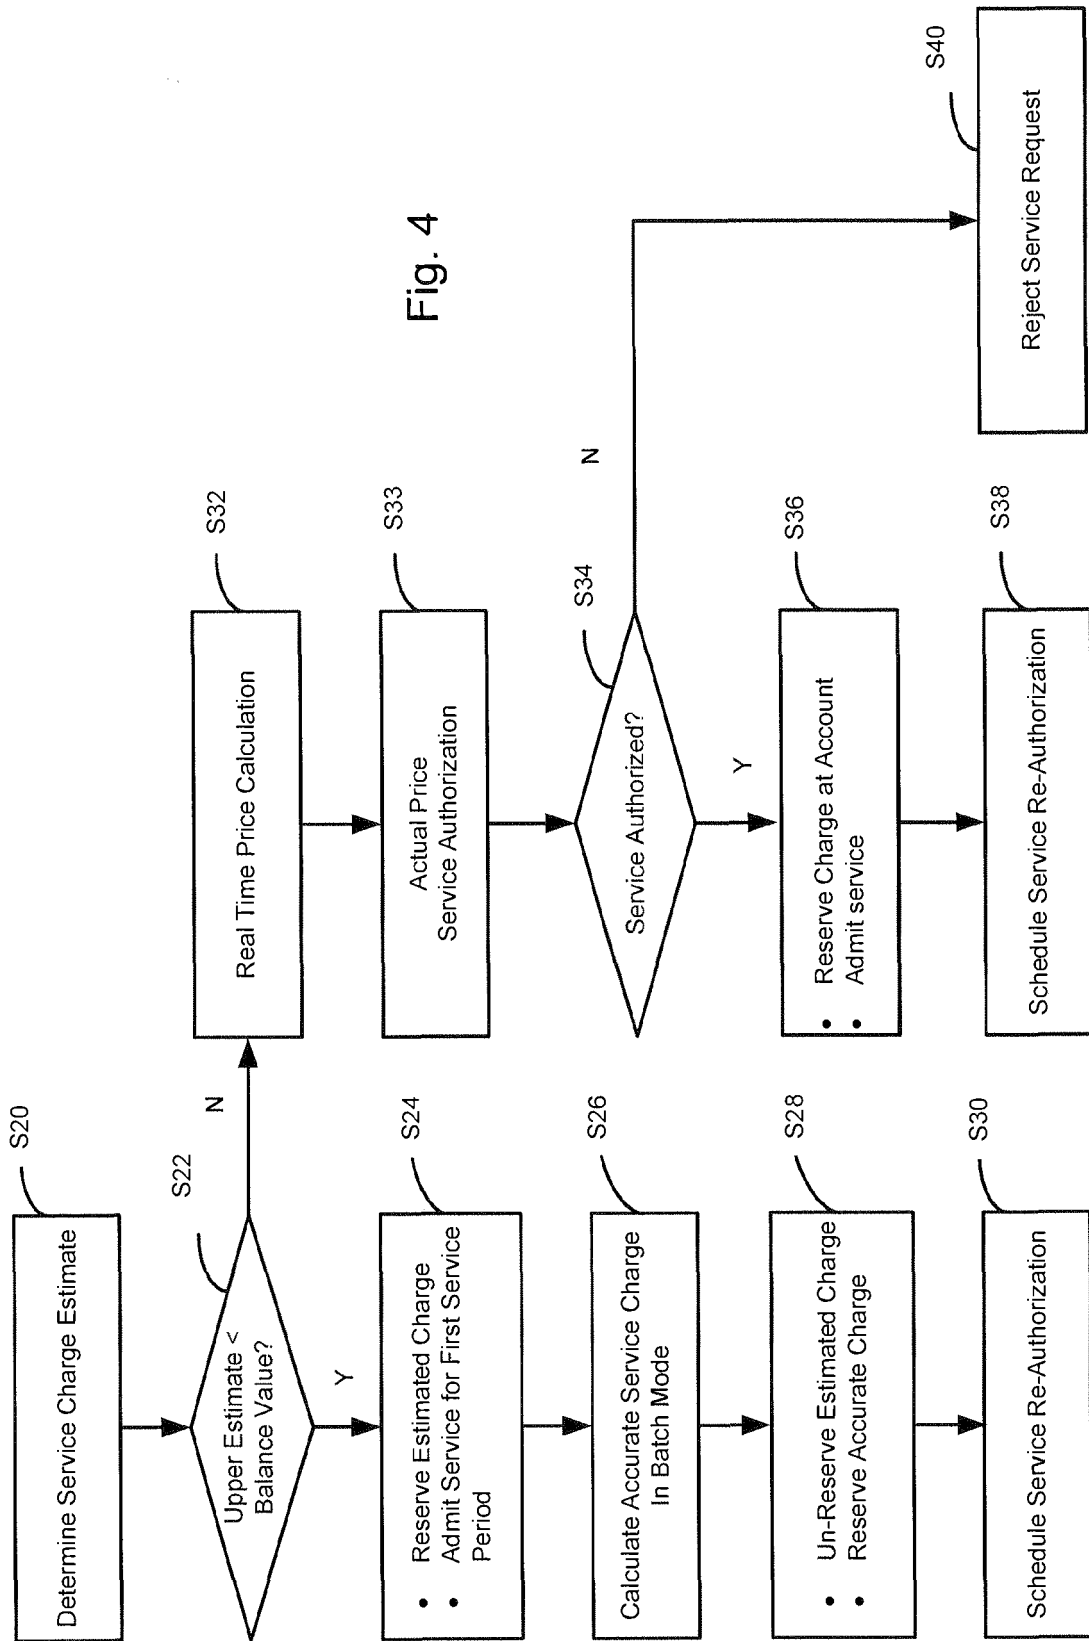 Fig. 4
S20
Determine Service Charge Estimate
S22
Upper Estimate <
Balance Value?
N
Y
S24
• Reserve Estimated Charge
• Admit Service for First Service
Period
S26
Calculate Accurate Service Charge
In Batch Mode
S28
• Un-Reserve Estimated Charge
• Reserve Accurate Charge
S30
Schedule Service Re-Authorization
S32
Real Time Price Calculation
S33
Actual Price
Service Authorization
S34
Service Authorized?
N
Y
S36
• Reserve Charge at Account
• Admit service
S38
Schedule Service Re-Authorization
S40
Reject Service Request